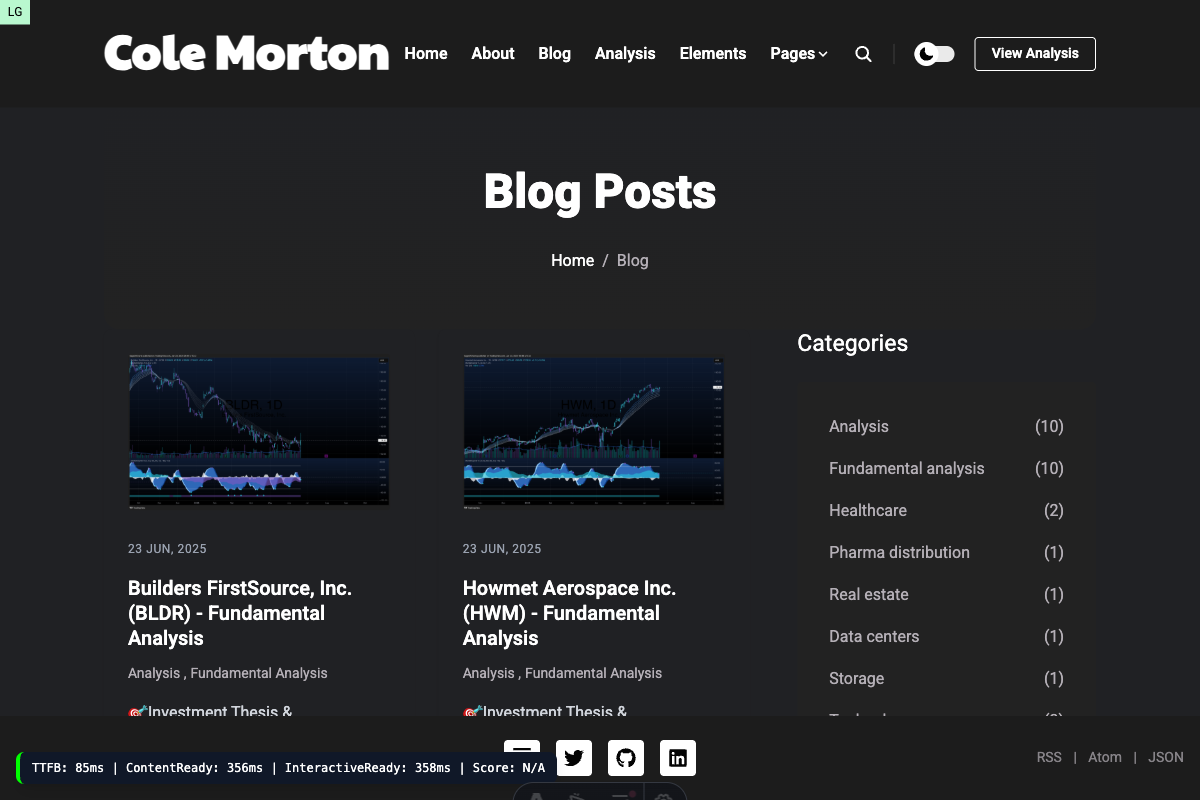 LG
Cole Morton
Home
About
Blog
Analysis
Elements
Pages
View Analysis
Blog Posts
Home / Blog
BLDR, 1D
23 JUN, 2025
Builders FirstSource, Inc.
(BLDR) - Fundamental
Analysis
Analysis , Fundamental Analysis
🎯Investment Thesis &
HWM, 1D
23 JUN, 2025
Howmet Aerospace Inc.
(HWM) - Fundamental
Analysis
Analysis , Fundamental Analysis
🎯Investment Thesis &
Categories
Analysis (10)
Fundamental analysis (10)
Healthcare (2)
Pharma distribution (1)
Real estate (1)
Data centers (1)
Storage (1)
TTFB: 85ms | ContentReady: 356ms | InteractiveReady: 358ms | Score: N/A
RSS | Atom | JSON